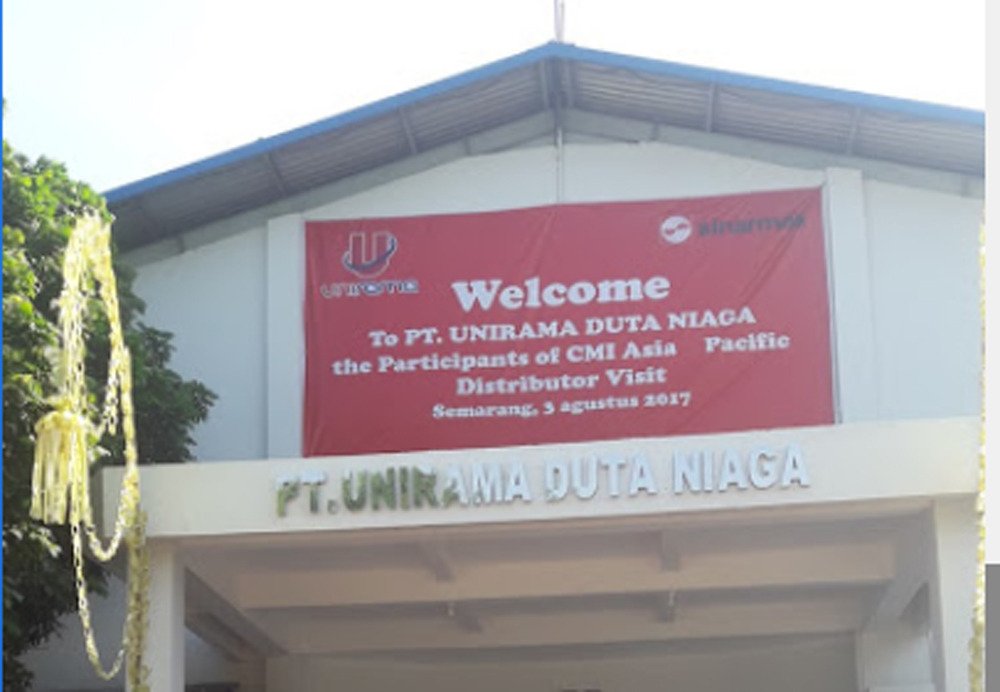 UNIRAMA
sinarmas
Welcome
To PT. UNIRAMA DUTA NIAGA
the Participants of CMI Asia Pacific
Distributor Visit
Semarang, 3 agustus 2017
PT. UNIRAMA DUTA NIAGA